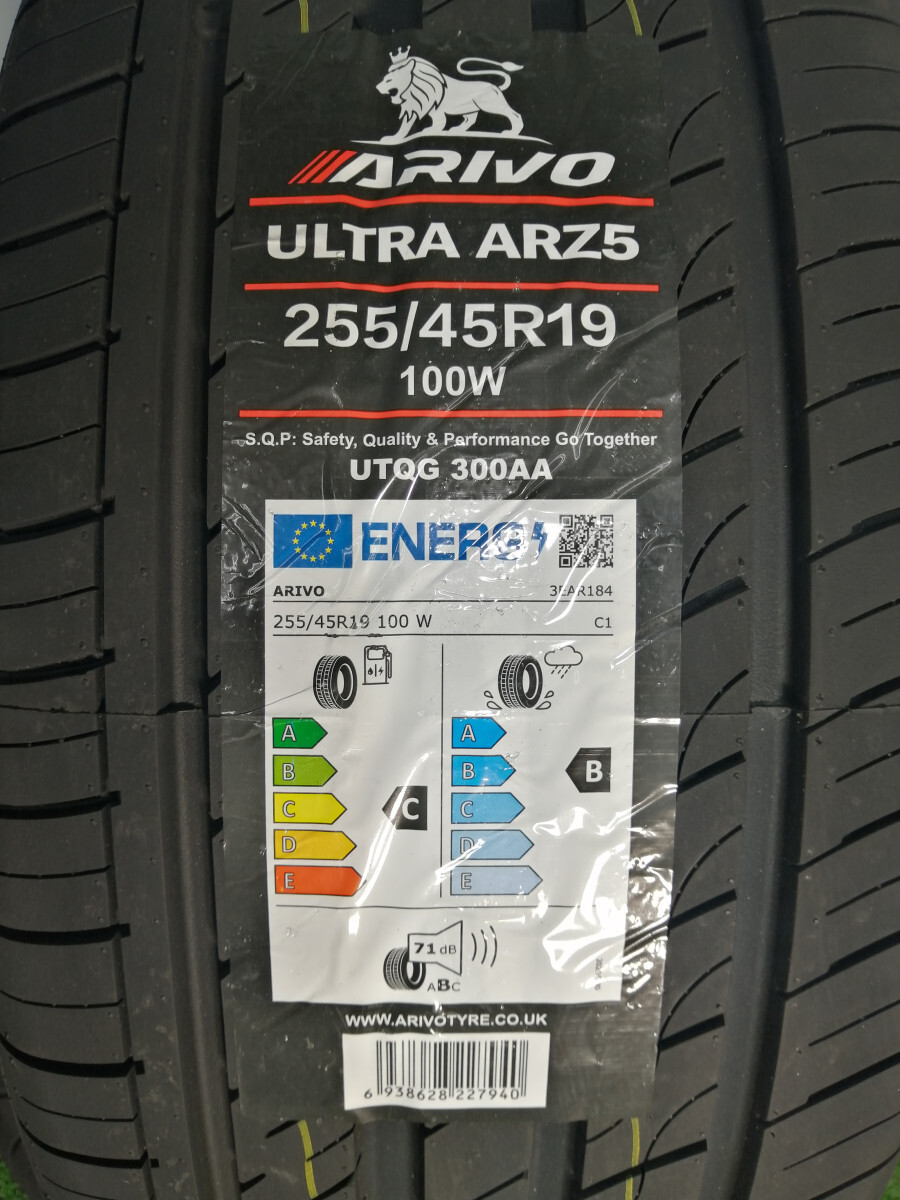 ARIVO
ULTRA ARZ5
255/45R19
100W
S.Q.P: Safety, Quality & Performance Go Together
UTQG 300AA
ENERG
ARIVO 3EAR184
255/45R19 100 W C1
A A
B B B
C C C
D D
E E
71 dB
ABC
WWW.ARIVOTYRE.CO.UK
6 938628 227940